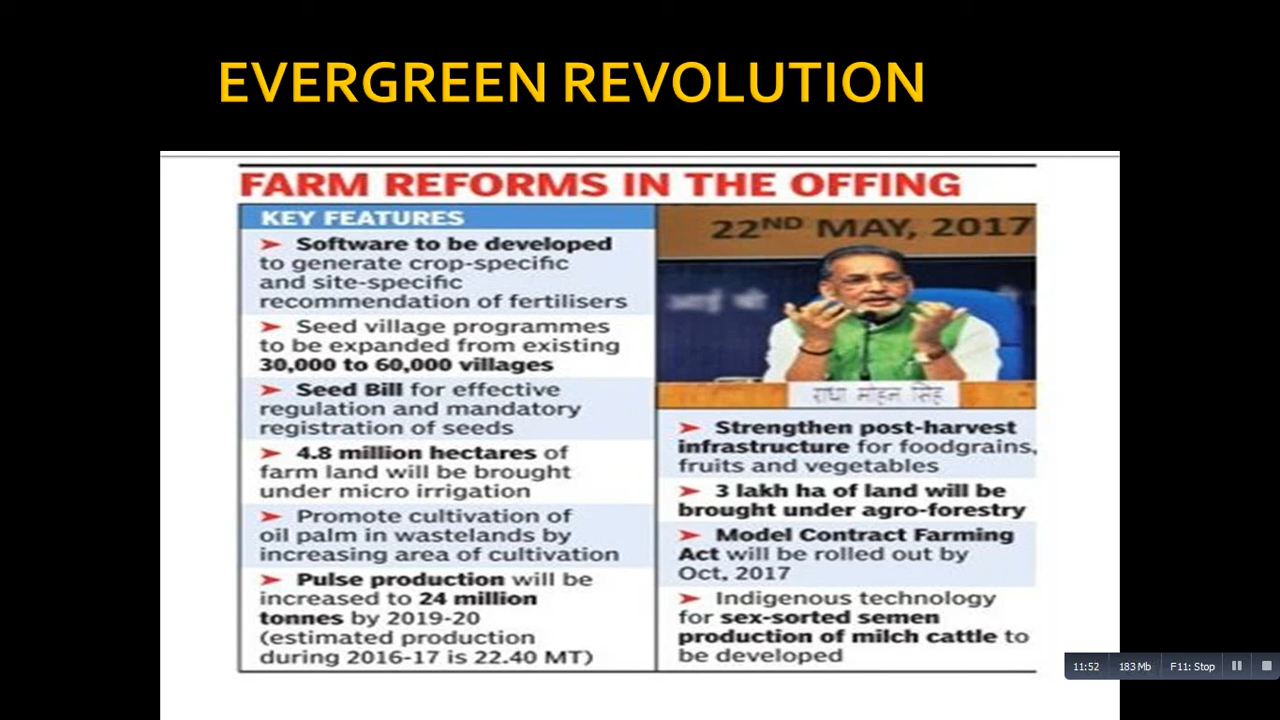 EVERGREEN REVOLUTION
FARM REFORMS IN THE OFFING
KEY FEATURES
➤ Software to be developed
to generate crop-specific
and site-specific
recommendation of fertilisers
➤ Seed village programmes
to be expanded from existing
30,000 to 60,000 villages
➤ Seed Bill for effective
regulation and mandatory
registration of seeds
➤ 4.8 million hectares of
farm land will be brought
under micro irrigation
➤ Promote cultivation of
oil palm in wastelands by
increasing area of cultivation
➤ Pulse production will be
increased to 24 million
tonnes by 2019-20
(estimated production
during 2016-17 is 22.40 MT)
22ND MAY, 2017
राधा मोहन सिंह
➤ Strengthen post-harvest
infrastructure for foodgrains,
fruits and vegetables
➤ 3 lakh ha of land will be
brought under agro-forestry
➤ Model Contract Farming
Act will be rolled out by
Oct, 2017
➤ Indigenous technology
for sex-sorted semen
production of milch cattle to
be developed
11:52 183 Mb F11: Stop